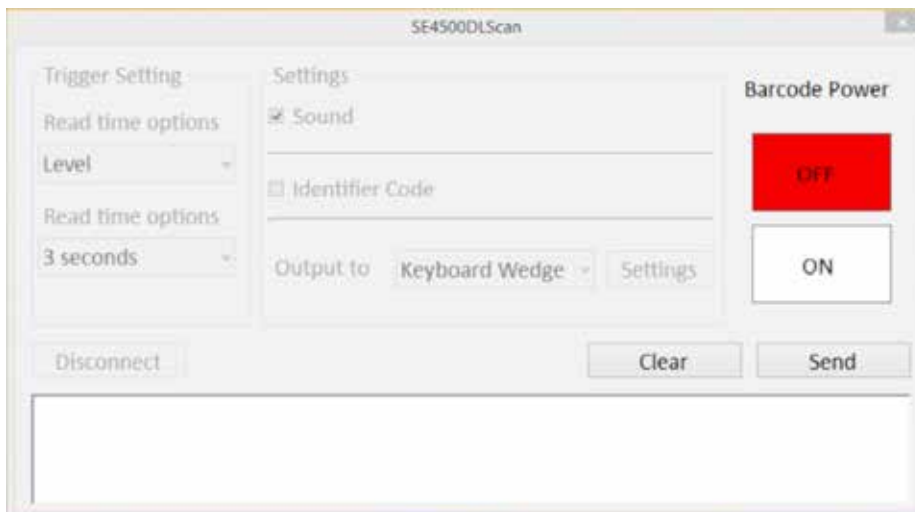 SE4500DLScan
Trigger Setting
Read time options
Level
Read time options
3 seconds
Settings
Sound
Identifier Code
Output to Keyboard Wedge Settings
Barcode Power
OFF
ON
Disconnect Clear Send